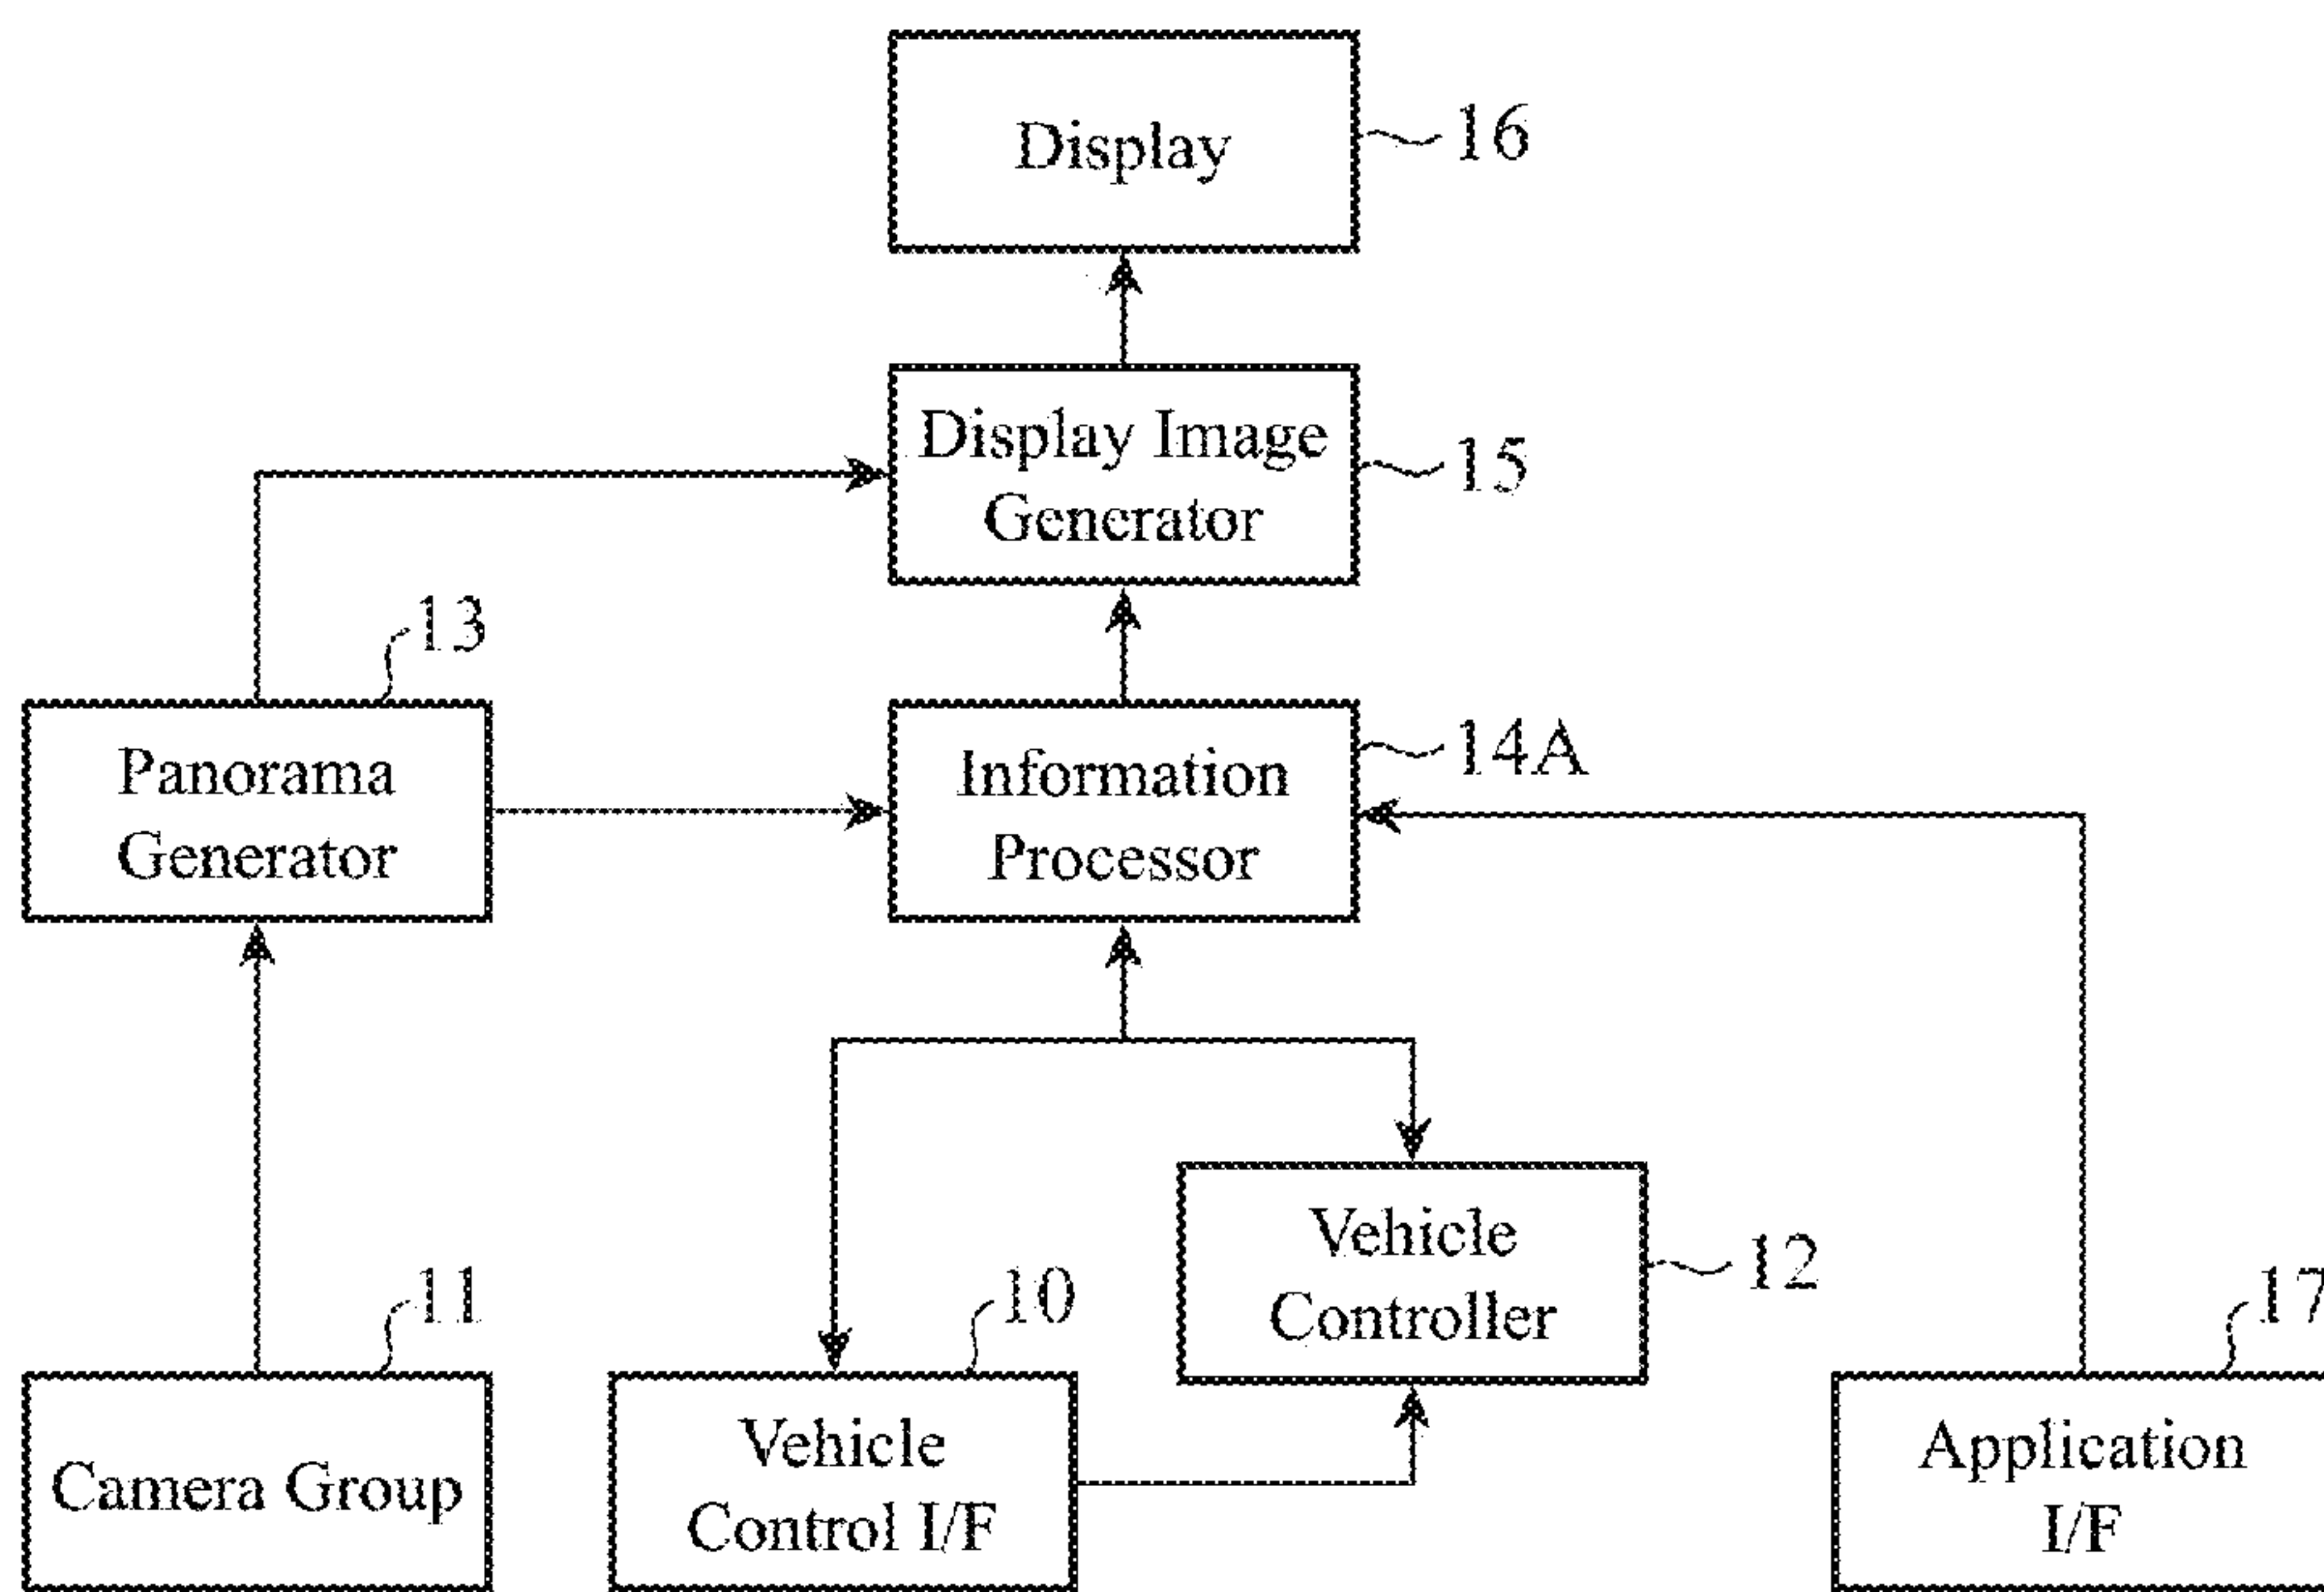 Display
16
Display Image
Generator
15
13
Panorama
Generator
Information
Processor
14A
Vehicle
Controller
12
11
Camera Group
10
Vehicle
Control I/F
17
Application
I/F